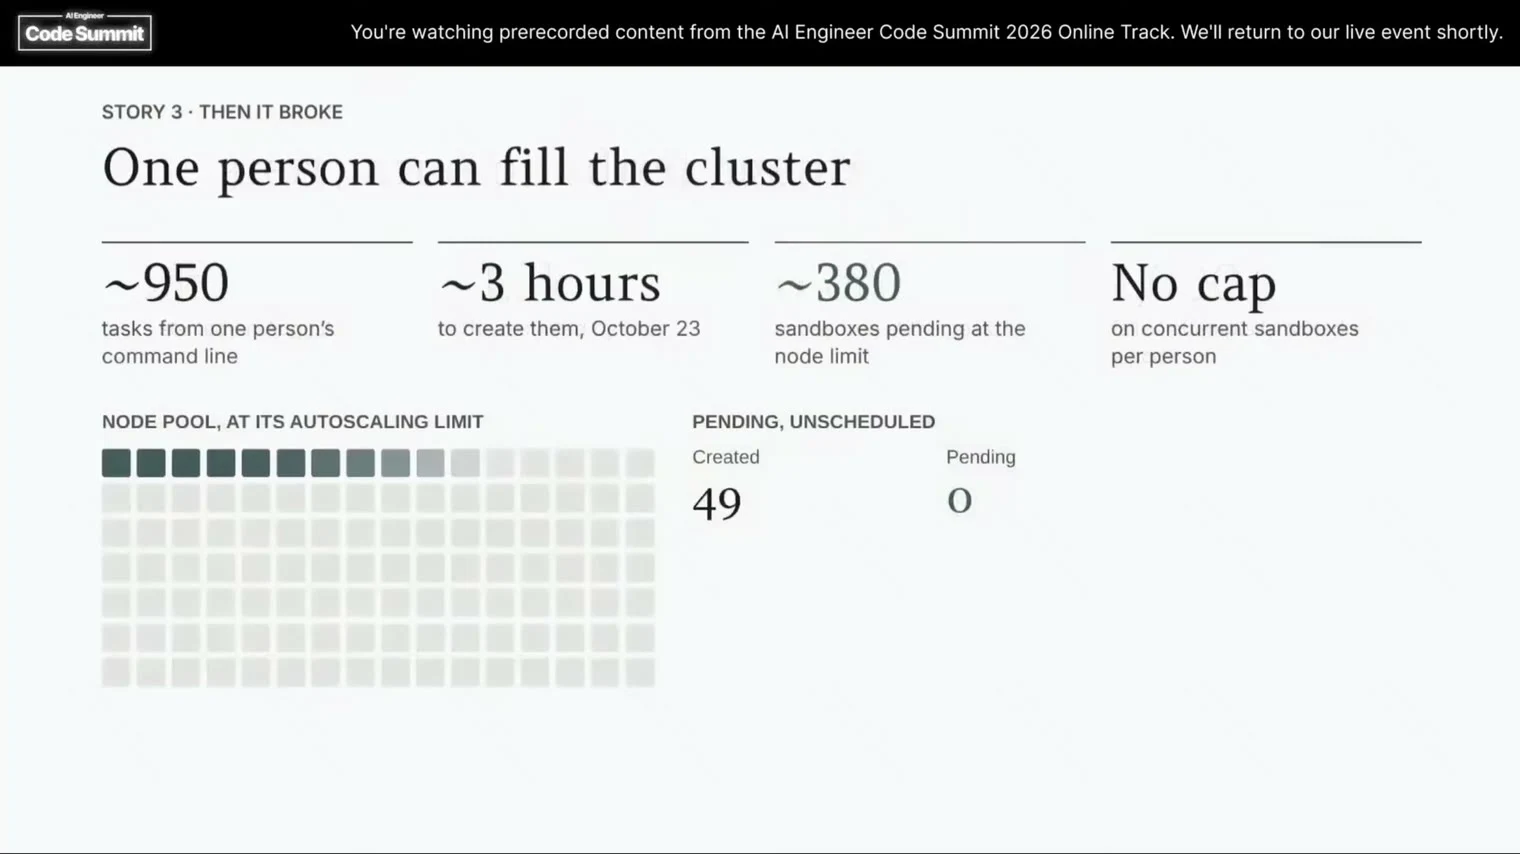 AI Engineer
Code Summit
You're watching prerecorded content from the AI Engineer Code Summit 2026 Online Track. We'll return to our live event shortly.
STORY 3 · THEN IT BROKE
One person can fill the cluster
~950
tasks from one person’s
command line
~3 hours
to create them, October 23
~380
sandboxes pending at the
node limit
No cap
on concurrent sandboxes
per person
NODE POOL, AT ITS AUTOSCALING LIMIT
PENDING, UNSCHEDULED
Created
49
Pending
0